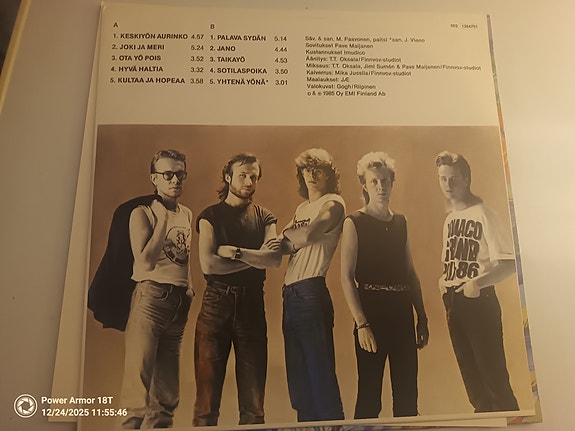 A
1. KESKIYÖN AURINKO 4.57
2. JOKI JA MERI 5.24
3. OTA YÖ POIS 3.52
4. HYVÄ HALTIA 3.32
5. KULTAA JA HOPEAA 3.58
B
1. PALAVA SYDÄN 5.14
2. JANO 4.44
3. TAIKAYÖ 4.53
4. SOTILASPOIKA 3.50
5. YHTENÄ YÖNÄ* 3.01
Säv. & san. M. Paavonen, paitsi *san. J. Viano
Sovitukset Pave Maijanen
Kustannukset Imudico
Äänitys: T.T. Oksala/Finnvox-studiot
Miksaus: T.T. Oksala, Jimi Sumén & Pave Maijanen/Finnvox-studiot
Kaiverrus: Mika Jussila/Finnvox-studiot
Maalaukset: JÆ
Valokuvat: Gogh/Riipinen
© & ℗ 1985 Oy EMI Finland Ab
86
Power Armor 18T
12/24/2025 11:55:46